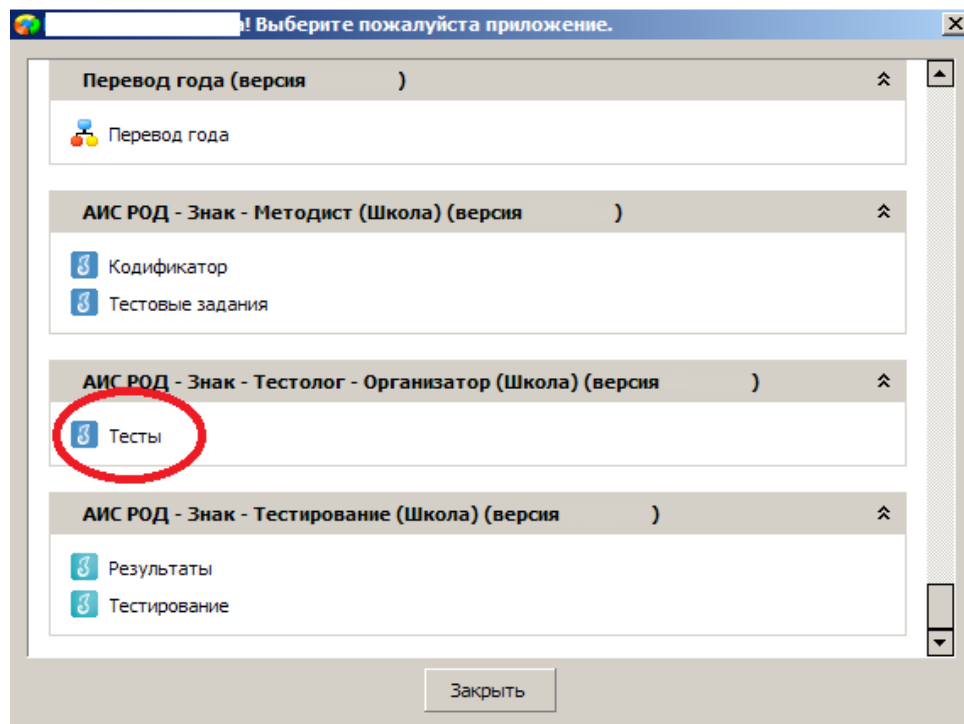 ! Выберите пожалуйста приложение.
Перевод года (версия )
Перевод года
АИС РОД - Знак - Методист (Школа) (версия )
Кодификатор
Тестовые задания
АИС РОД - Знак - Тестолог - Организатор (Школа) (версия )
Тесты
АИС РОД - Знак - Тестирование (Школа) (версия )
Результаты
Тестирование
Закрыть